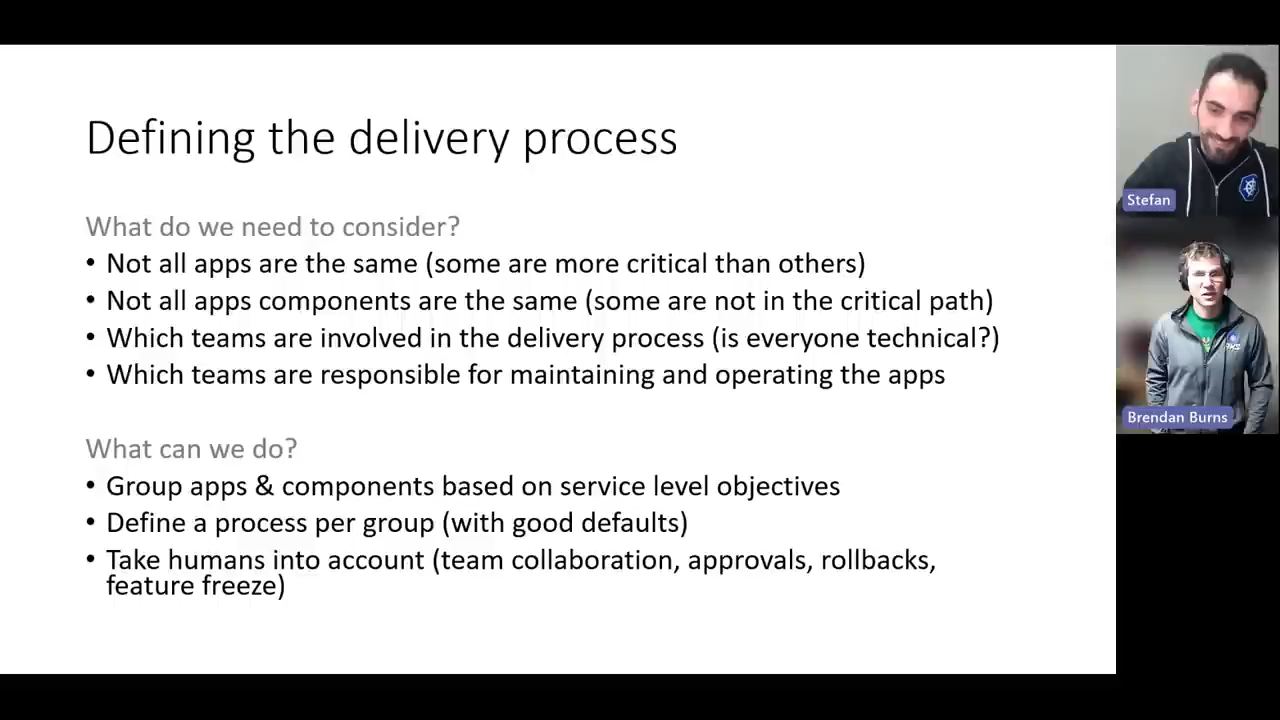 Defining the delivery process
What do we need to consider?
• Not all apps are the same (some are more critical than others)
• Not all apps components are the same (some are not in the critical path)
• Which teams are involved in the delivery process (is everyone technical?)
• Which teams are responsible for maintaining and operating the apps
What can we do?
• Group apps & components based on service level objectives
• Define a process per group (with good defaults)
• Take humans into account (team collaboration, approvals, rollbacks,
feature freeze)
Stefan
Brendan Burns